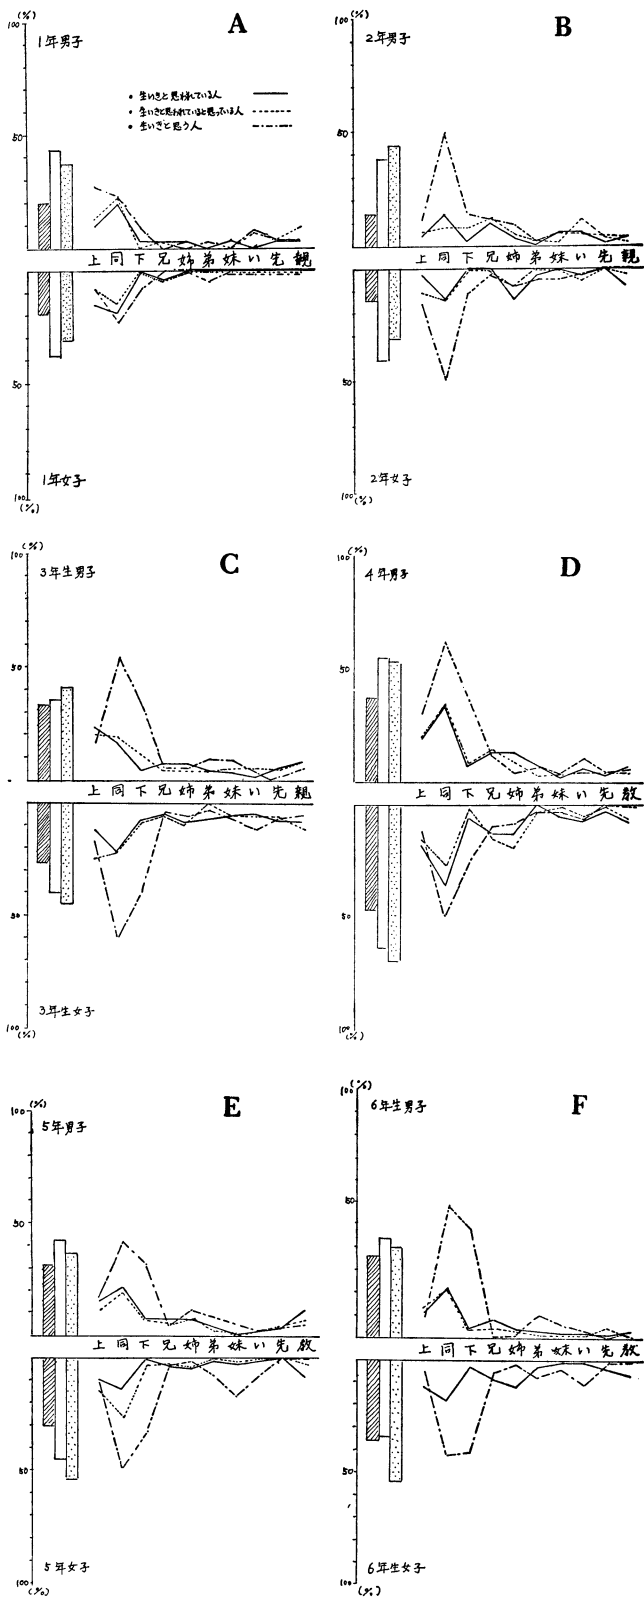 (%)
100
1年男子
A
• 生いきと思われている人
• 生いきと思われていると思っている人
• 生いきと思う人
50
上 同 下 兄 姉 弟 妹 い 先 親
50
1年女子
100
(%)
(%)
100
2年男子
B
50
上 同 下 兄 姉 弟 妹 い 先 親
50
2年女子
100
(%)
(%)
100
3年生男子
C
50
上 同 下 兄 姉 弟 妹 い 先 親
50
3年生女子
100
(%)
(%)
100
4年男子
D
50
上 同 下 兄 姉 弟 妹 い 先 教
50
100
(%)
(%)
100
5年男子
E
50
上 同 下 兄 姉 弟 妹 い 先 教
50
5年女子
100
(%)
(%)
100
6年生男子
F
50
上 同 下 兄 姉 弟 妹 い 先 親
50
6年生女子
100
(%)